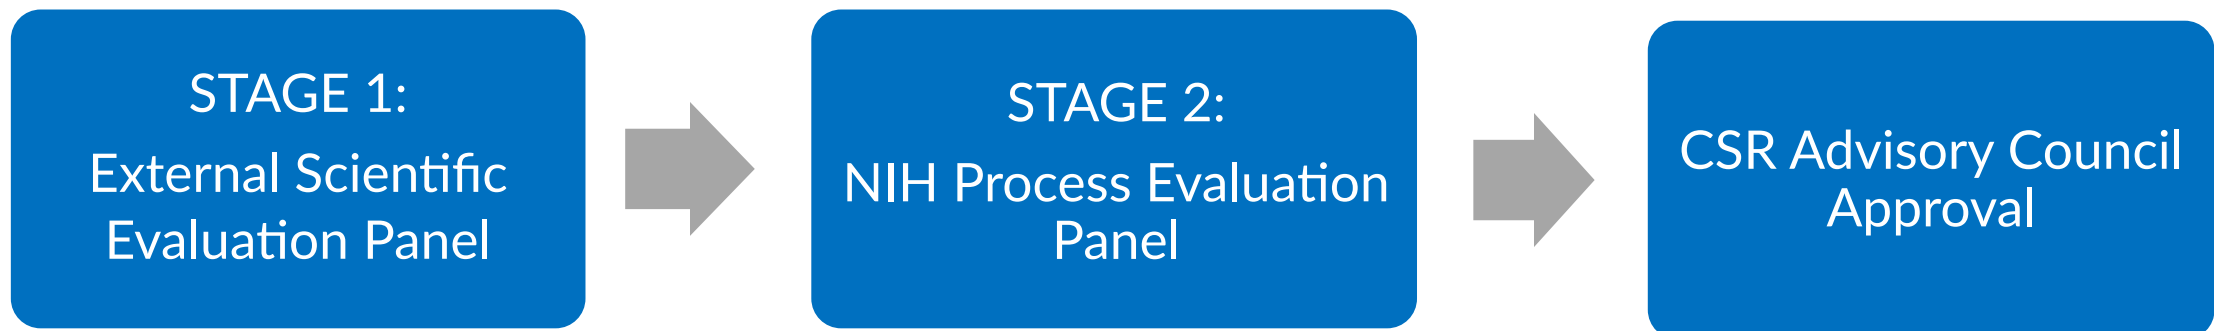 STAGE 1:
External Scientific
Evaluation Panel
STAGE 2:
NIH Process Evaluation
Panel
CSR Advisory Council
Approval